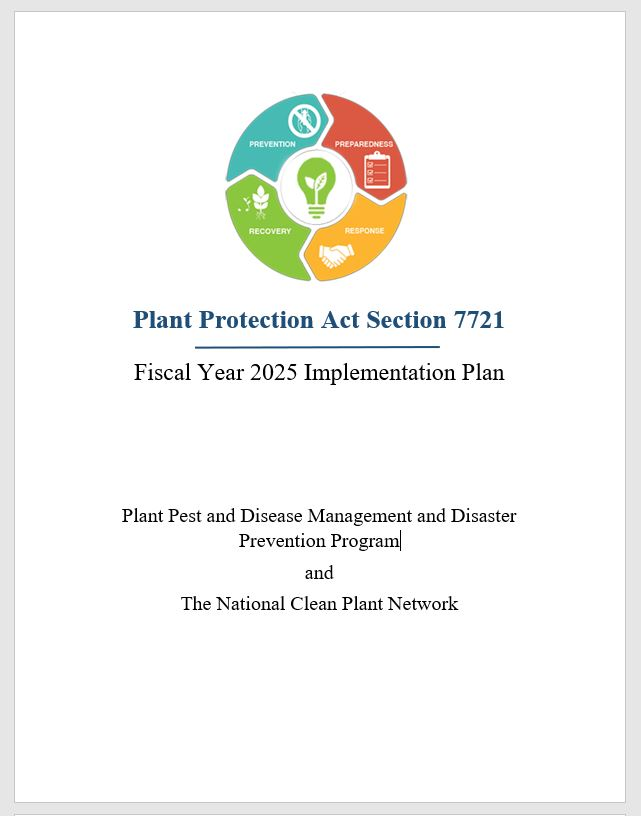 PREVENTION
PREPAREDNESS
RECOVERY
RESPONSE
Plant Protection Act Section 7721
Fiscal Year 2025 Implementation Plan
Plant Pest and Disease Management and Disaster
Prevention Program
and
The National Clean Plant Network